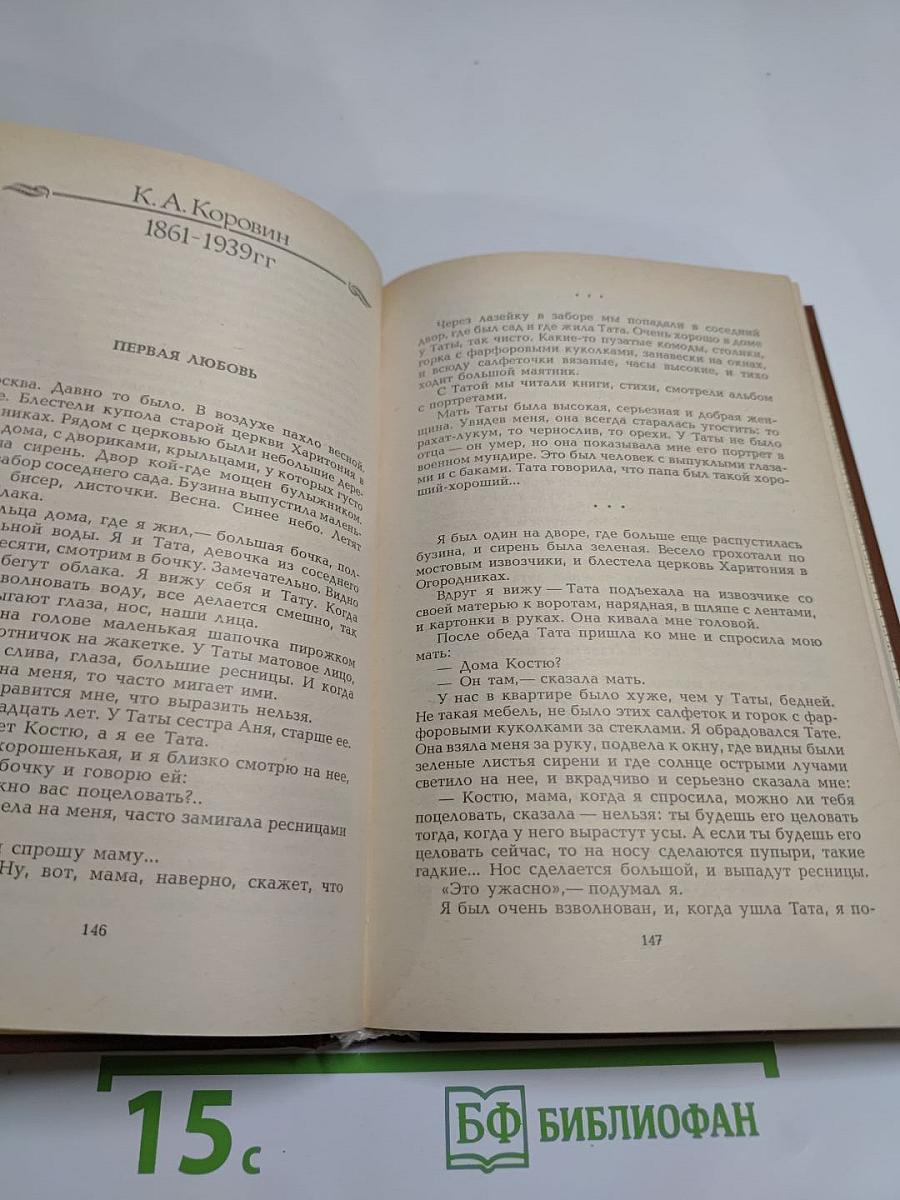 К. А. Коровин
1861-1939гг
ПЕРВАЯ ЛЮБОВЬ
осква. Давно то было. В воздухе пахло весной.
е. Блестели купола старой церкви Харитония в
никах. Рядом с церковью были небольшие дере-
дома, с двориками, крыльцами, у которых густо
ла сирень. Двор кой-где мощен булыжником.
забор соседнего сада. Бузина выпустила малень-
бисер, листочки. Весна. Синее небо. Летят
лака.
льца дома, где я жил,— большая бочка, пол-
льной воды. Я и Тата, девочка из соседнего
есяти, смотрим в бочку. Замечательно. Видно
бегут облака. Я вижу себя и Тату. Когда
волновать воду, все делается смешно, так
ыгают глаза, нос, наши лица.
на голове маленькая шапочка пирожком
отничок на жакетке. У Таты матовое лицо,
слива, глаза, большие ресницы. И когда
на меня, то часто мигает ими.
равится мне, что выразить нельзя.
адцать лет. У Таты сестра Аня, старше ее.
ет Костю, а я ее Тата.
хорошенькая, и я близко смотрю на нее,
бочку и говорю ей:
жно вас поцеловать?..
ела на меня, часто замигала ресницами
и спрошу маму...
Ну, вот, мама, наверно, скажет, что
146
* * *
Через лазейку в заборе мы попадали в соседний
двор, где был сад и где жила Тата. Очень хорошо в доме
у Таты, так чисто. Какие-то пузатые комоды, столики,
горка с фарфоровыми куколками, занавески на окнах,
и всюду салфеточки вязаные, часы высокие, и тихо
ходит большой маятник.
С Татой мы читали книги, стихи, смотрели альбом
с портретами.
Мать Таты была высокая, серьезная и добрая жен-
щина. Увидев меня, она всегда старалась угостить: то
рахат-лукум, то чернослив, то орехи. У Таты не было
отца — он умер, но она показывала мне его портрет в
военном мундире. Это был человек с выпуклыми глаза-
ми и с баками. Тата говорила, что папа был такой хоро-
ший-хороший...
* * *
Я был один на дворе, где больше еще распустилась
бузина, и сирень была зеленая. Весело грохотали по
мостовым извозчики, и блестела церковь Харитония в
Огородниках.
Вдруг я вижу — Тата подъехала на извозчике со
своей матерью к воротам, нарядная, в шляпе с лентами,
и картонки в руках. Она кивала мне головой.
После обеда Тата пришла ко мне и спросила мою
мать:
— Дома Костю?
— Он там,— сказала мать.
У нас в квартире было хуже, чем у Таты, бедней.
Не такая мебель, не было этих салфеток и горок с фар-
форовыми куколками за стеклами. Я обрадовался Тате.
Она взяла меня за руку, подвела к окну, где видны были
зеленые листья сирени и где солнце острыми лучами
светило на нее, и вкрадчиво и серьезно сказала мне:
— Костю, мама, когда я спросила, можно ли тебя
поцеловать, сказала — нельзя: ты будешь его целовать
тогда, когда у него вырастут усы. А если ты будешь его
целовать сейчас, то на носу сделаются пупыри, такие
гадкие... Нос сделается большой, и выпадут ресницы.
«Это ужасно»,— подумал я.
Я был очень взволнован, и, когда ушла Тата, я по-
147
15 с
БФ БИБЛИОФАН